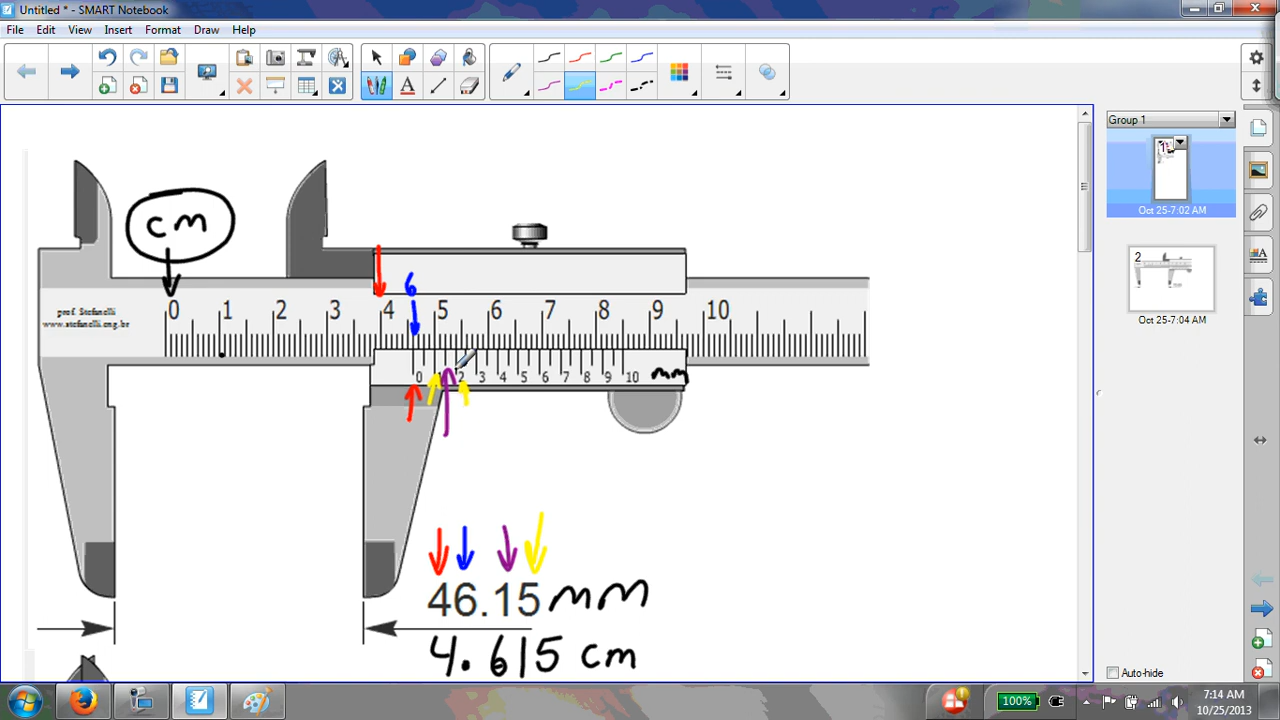 Untitled * - SMART Notebook
File Edit View Insert Format Draw Help
Group 1
Oct 25-7:02 AM
2
Oct 25-7:04 AM
cm
6
0 1 2 3 4 5 6 7 8 9 10
prof. Stefanelli
www.stefanelli.eng.br
0 1 2 3 4 5 6 7 8 9 10 mm
46.15 mm
4.615 cm
Auto-hide
100%
7:14 AM
10/25/2013